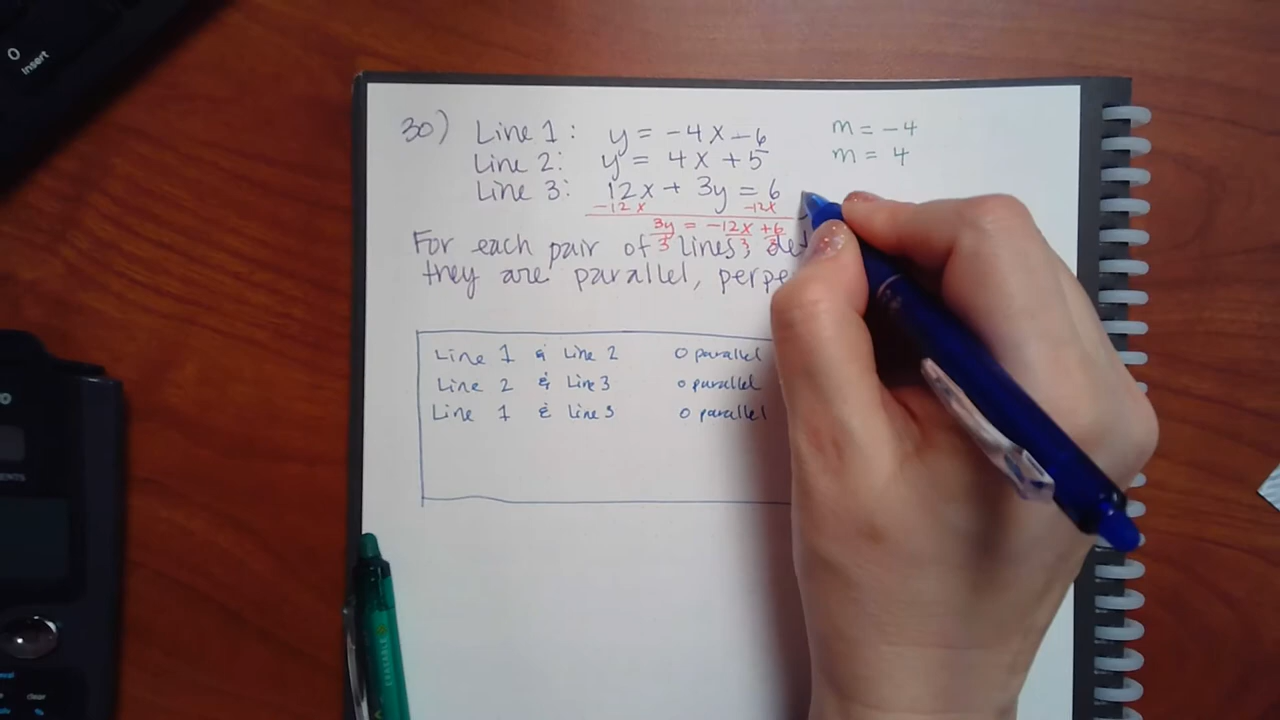 0
Insert
30) Line 1: y = -4x - 6 m = -4
Line 2: y = 4x + 5 m = 4
Line 3: 12x + 3y = 6
-12x -12x
3y = -12x + 6
3 3 3
For each pair of lines,
they are parallel,
Line 1 & Line 2 o parallel
Line 2 & Line 3 o parallel
Line 1 & Line 3 o parallel
clear